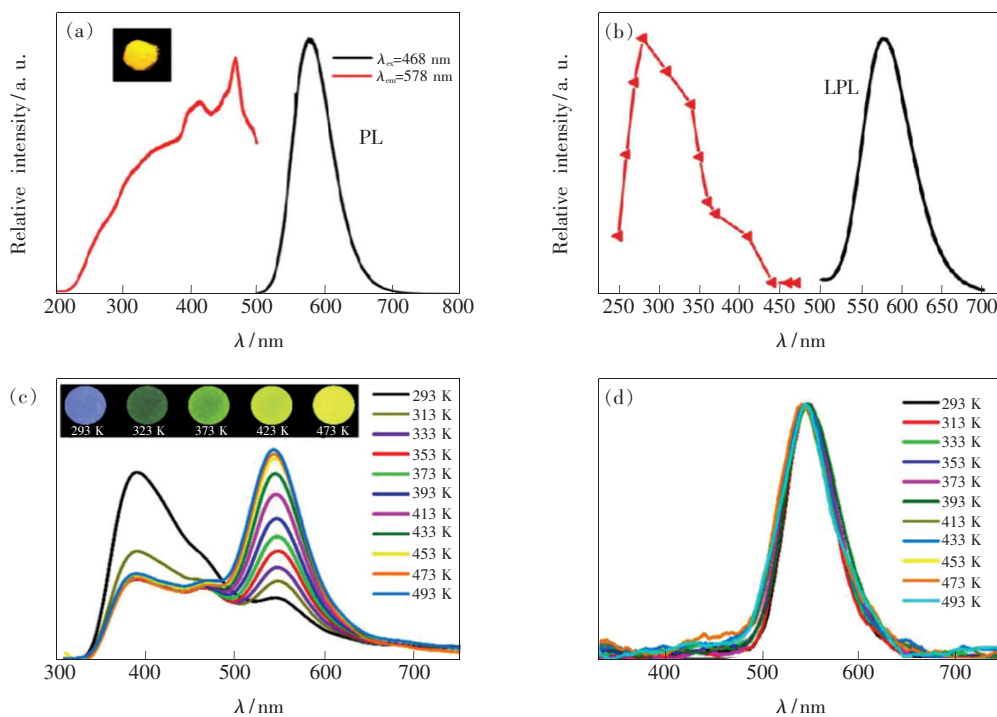 (a)
λex=468 nm
λem=578 nm
PL
Relative intensity/a. u.
200 300 400 500 600 700 800
λ/nm
(b)
LPL
Relative intensity/a. u.
250 300 350 400 450 500 550 600 650 700
λ/nm
(c)
293 K 323 K 373 K 423 K 473 K
293 K
313 K
333 K
353 K
373 K
393 K
413 K
433 K
453 K
473 K
493 K
300 400 500 600 700
λ/nm
(d)
293 K
313 K
333 K
353 K
373 K
393 K
413 K
433 K
453 K
473 K
493 K
400 500 600 700
λ/nm